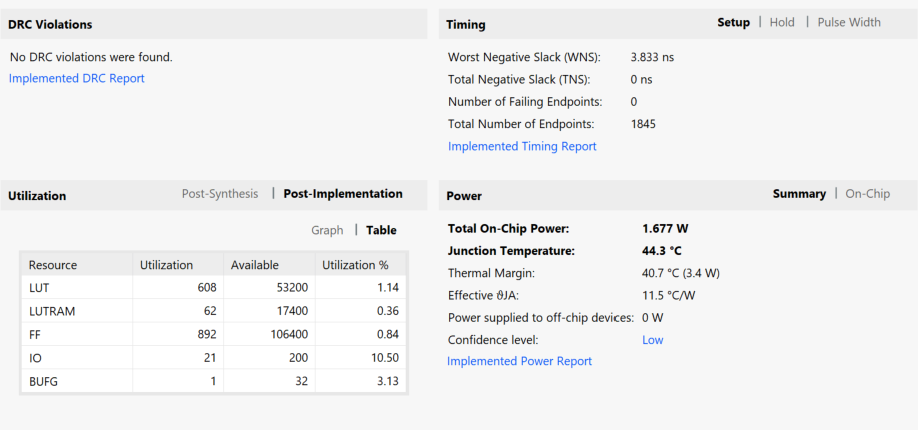 DRC Violations
No DRC violations were found.
Implemented DRC Report
Timing
Setup | Hold | Pulse Width
Worst Negative Slack (WNS): 3.833 ns
Total Negative Slack (TNS): 0 ns
Number of Failing Endpoints: 0
Total Number of Endpoints: 1845
Implemented Timing Report
Utilization
Post-Synthesis | Post-Implementation
Graph | Table
Resource Utilization Available Utilization %
LUT 608 53200 1.14
LUTRAM 62 17400 0.36
FF 892 106400 0.84
IO 21 200 10.50
BUFG 1 32 3.13
Power
Summary | On-Chip
Total On-Chip Power: 1.677 W
Junction Temperature: 44.3 °C
Thermal Margin: 40.7 °C (3.4 W)
Effective ϑJA: 11.5 °C/W
Power supplied to off-chip devices: 0 W
Confidence level: Low
Implemented Power Report